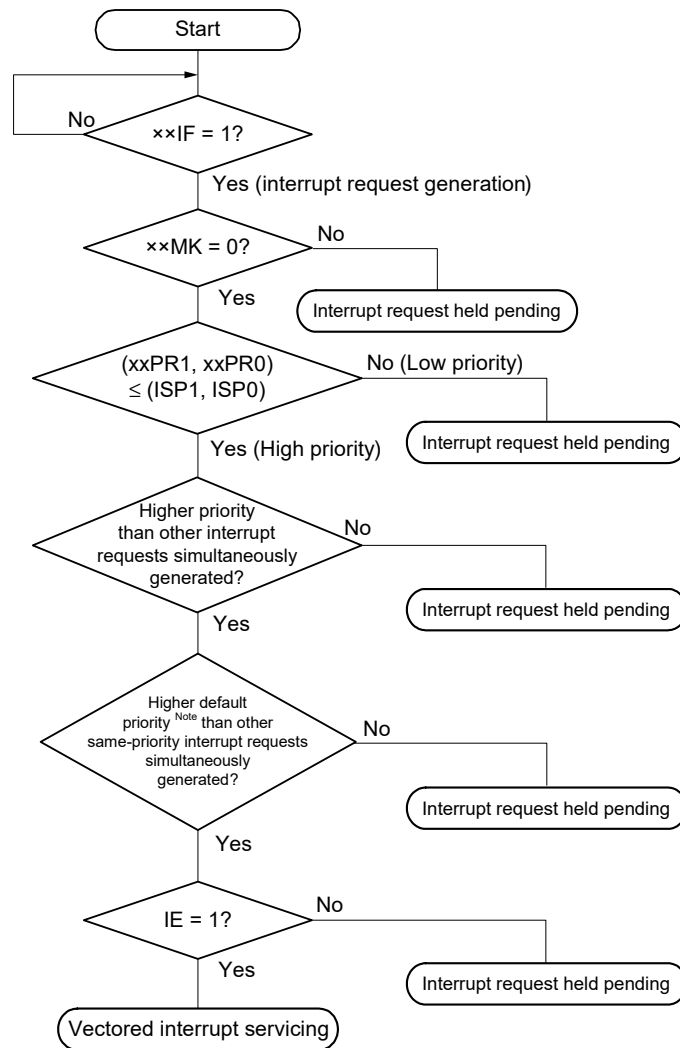 Start
No
××IF = 1?
Yes (interrupt request generation)
××MK = 0?
No
Interrupt request held pending
Yes
(xxPR1, xxPR0)
≤ (ISP1, ISP0)
No (Low priority)
Interrupt request held pending
Yes (High priority)
Higher priority
than other interrupt
requests simultaneously
generated?
No
Interrupt request held pending
Yes
Higher default
priority Note than other
same-priority interrupt requests
simultaneously
generated?
No
Interrupt request held pending
Yes
IE = 1?
No
Interrupt request held pending
Yes
Vectored interrupt servicing